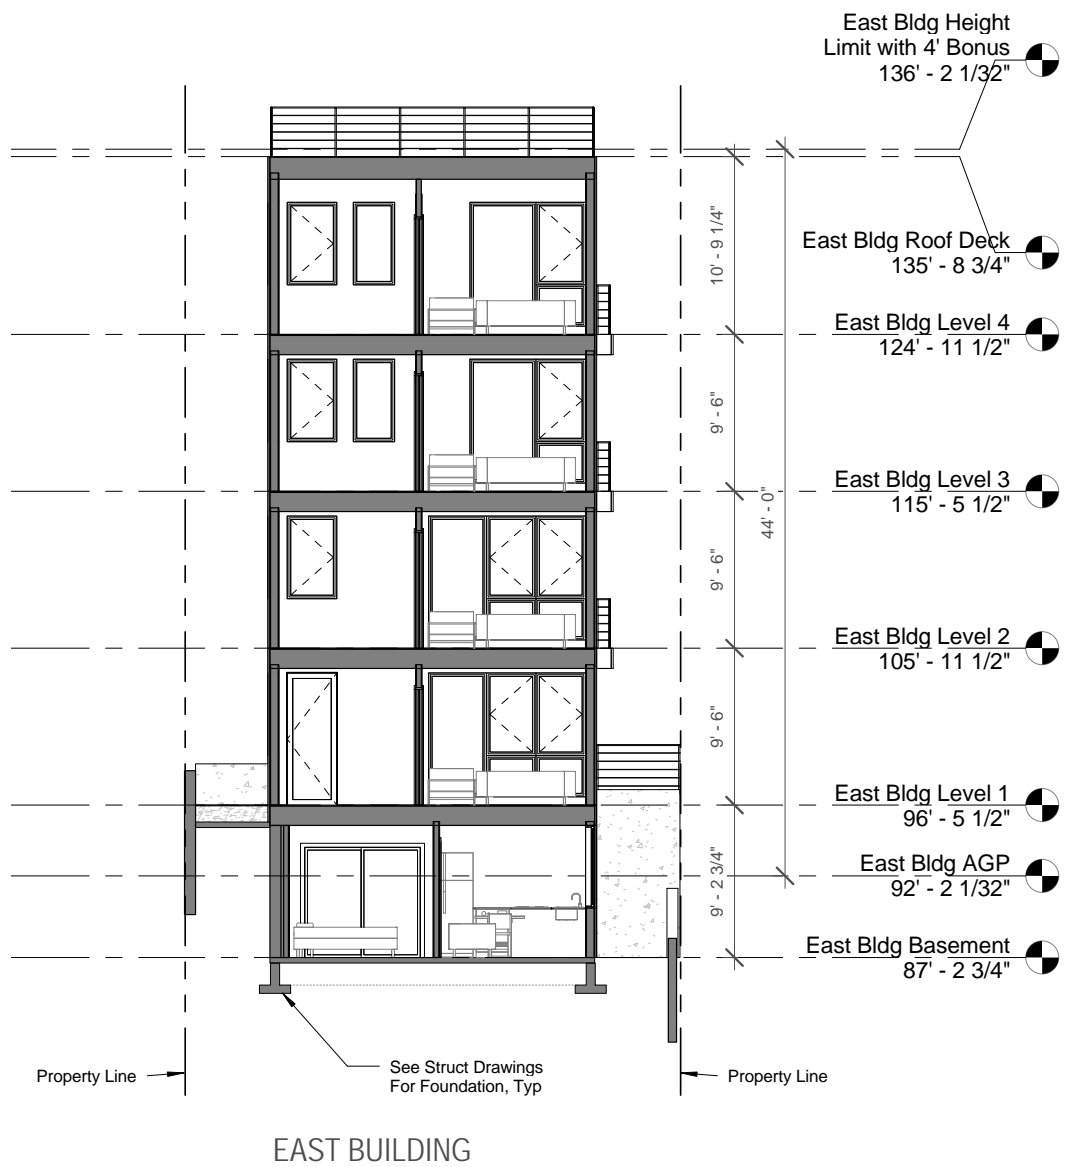 East Bldg Height
Limit with 4' Bonus
136' - 2 1/32"
East Bldg Roof Deck
135' - 8 3/4"
East Bldg Level 4
124' - 11 1/2"
East Bldg Level 3
115' - 5 1/2"
East Bldg Level 2
105' - 11 1/2"
East Bldg Level 1
96' - 5 1/2"
East Bldg AGP
92' - 2 1/32"
East Bldg Basement
87' - 2 3/4"
10' - 9 1/4"
9' - 6"
9' - 6"
9' - 6"
9' - 2 3/4"
44' - 0"
Property Line
See Struct Drawings
For Foundation, Typ
Property Line
EAST BUILDING